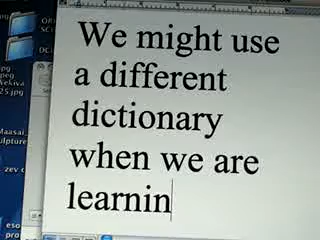 We might use
a different
dictionary
when we are
learnin